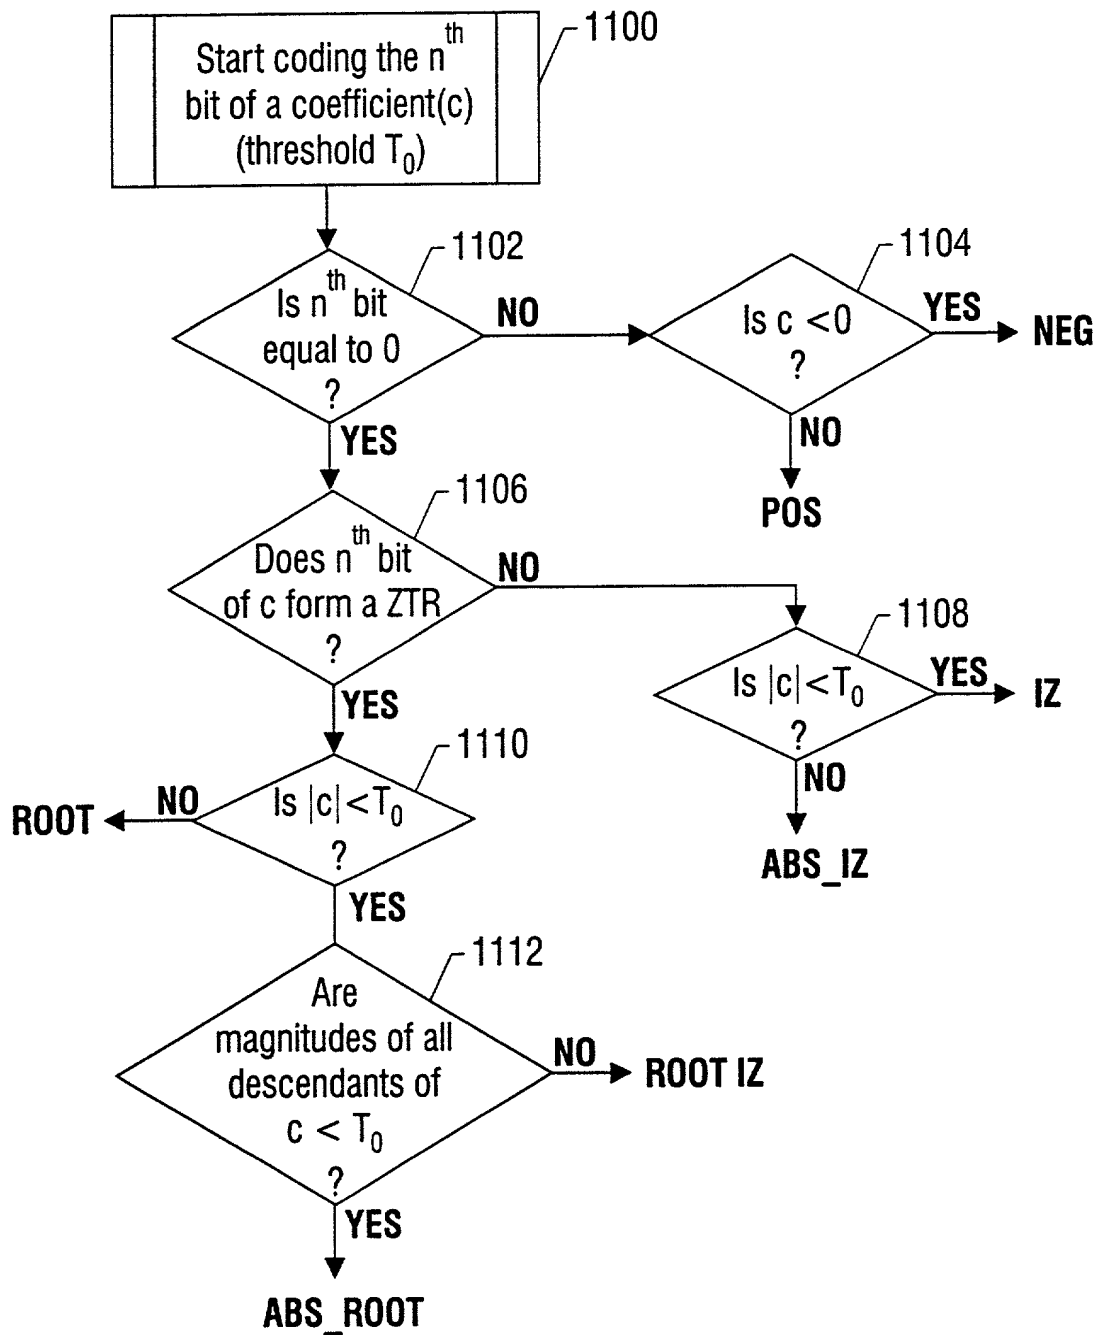 1100
Start coding the nth
bit of a coefficient(c)
(threshold T0)
1102
Is nth bit
equal to 0
?
NO
YES
1104
Is c <0
?
YES
NEG
NO
POS
1106
Does nth bit
of c form a ZTR
?
NO
YES
1108
Is |c|<T0
?
YES
IZ
NO
ABS_IZ
1110
Is |c|<T0
?
NO
ROOT
YES
1112
Are
magnitudes of all
descendants of
c < T0
?
NO
ROOT IZ
YES
ABS_ROOT